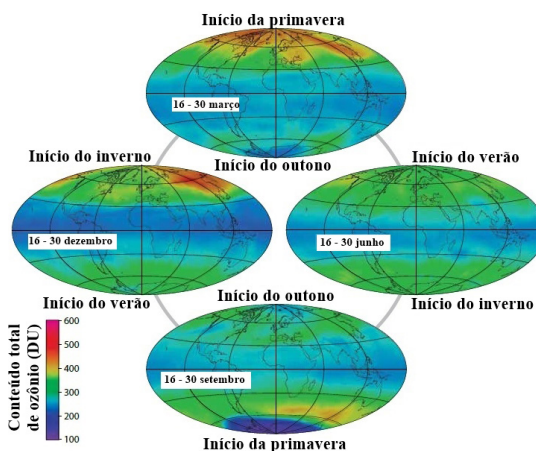 Início da primavera
16 - 30 março
Início do outono
Início do inverno
16 - 30 dezembro
Início do verão
Início do verão
16 - 30 junho
Início do inverno
Início do outono
16 - 30 setembro
Início da primavera
Conteúdo total
de ozônio (DU)
600
500
400
300
200
100